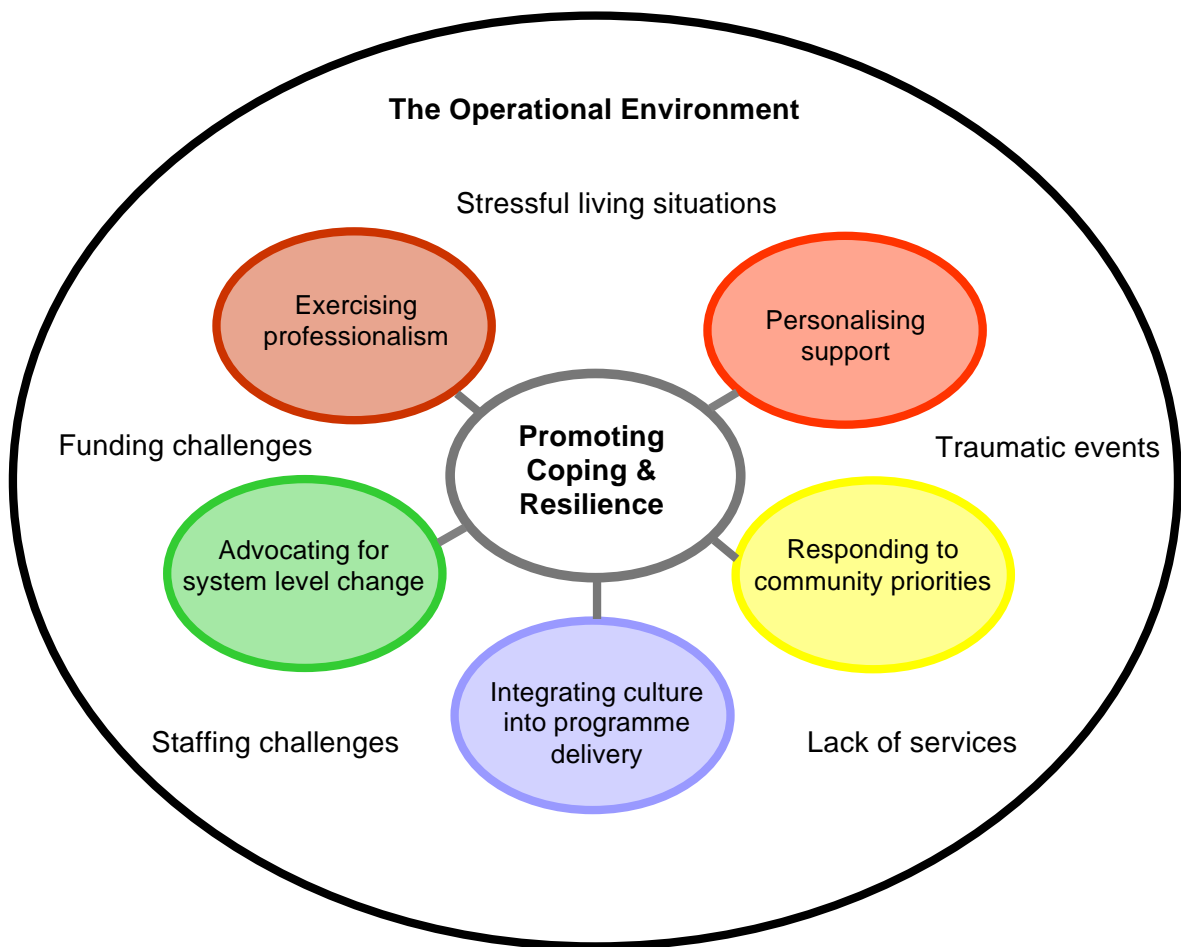 The Operational Environment
Stressful living situations
Exercising
professionalism
Personalising
support
Promoting
Coping &
Resilience
Funding challenges
Traumatic events
Advocating for
system level change
Responding to
community priorities
Integrating culture
into programme
delivery
Staffing challenges
Lack of services